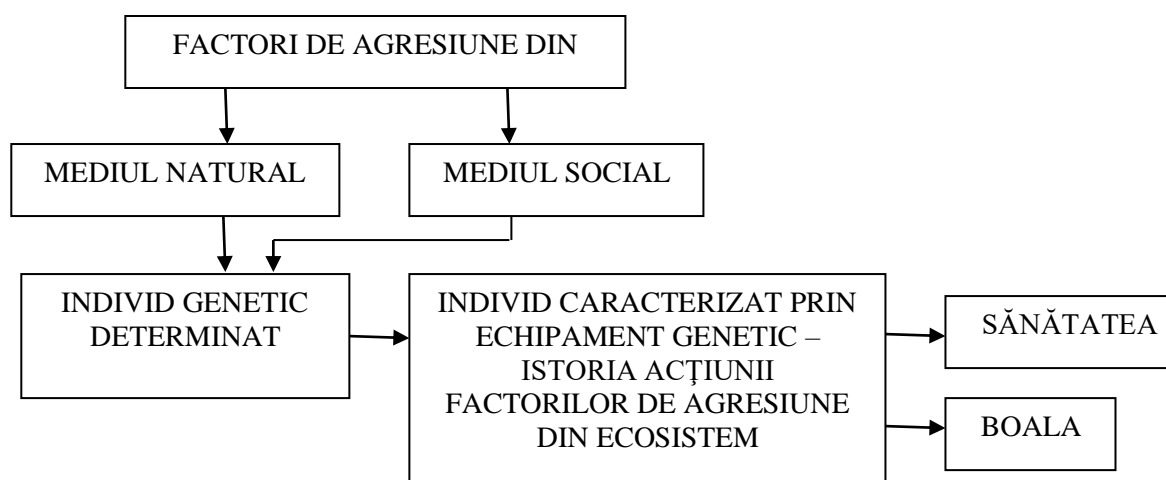 FACTORI DE AGRESIUNE DIN
MEDIUL NATURAL
MEDIUL SOCIAL
INDIVID GENETIC
DETERMINAT
INDIVID CARACTERIZAT PRIN
ECHIPAMENT GENETIC –
ISTORIA ACŢIUNII
FACTORILOR DE AGRESIUNE
DIN ECOSISTEM
SĂNĂTATEA
BOALA